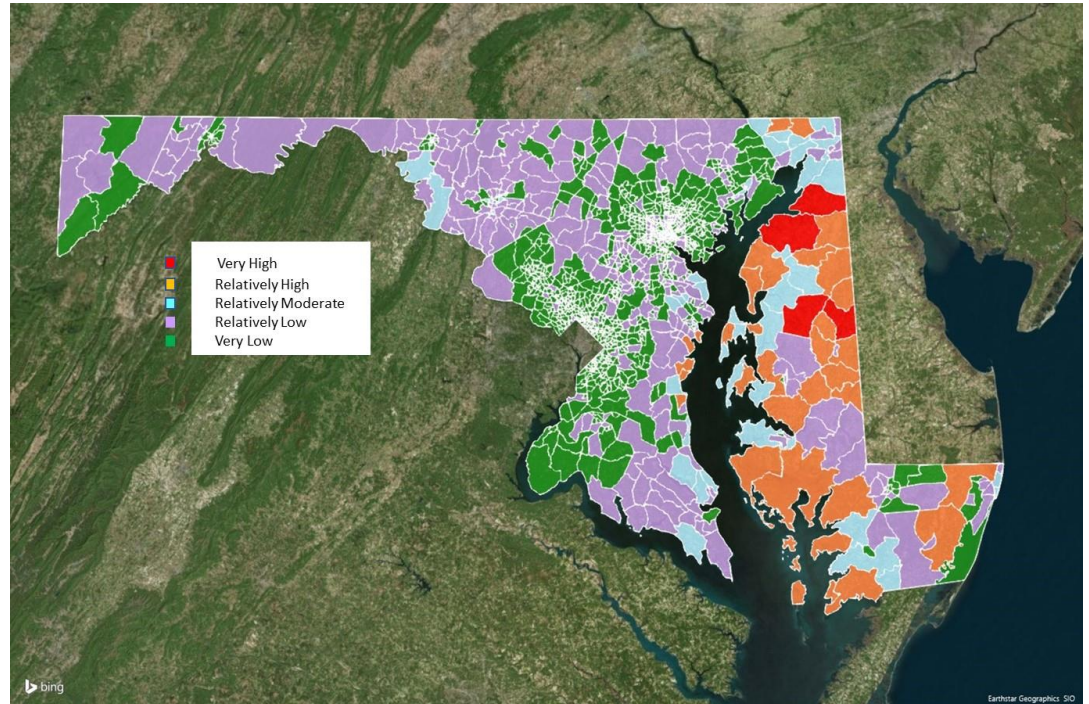 Very High
Relatively High
Relatively Moderate
Relatively Low
Very Low
bing
Earthstar Geographics SIO